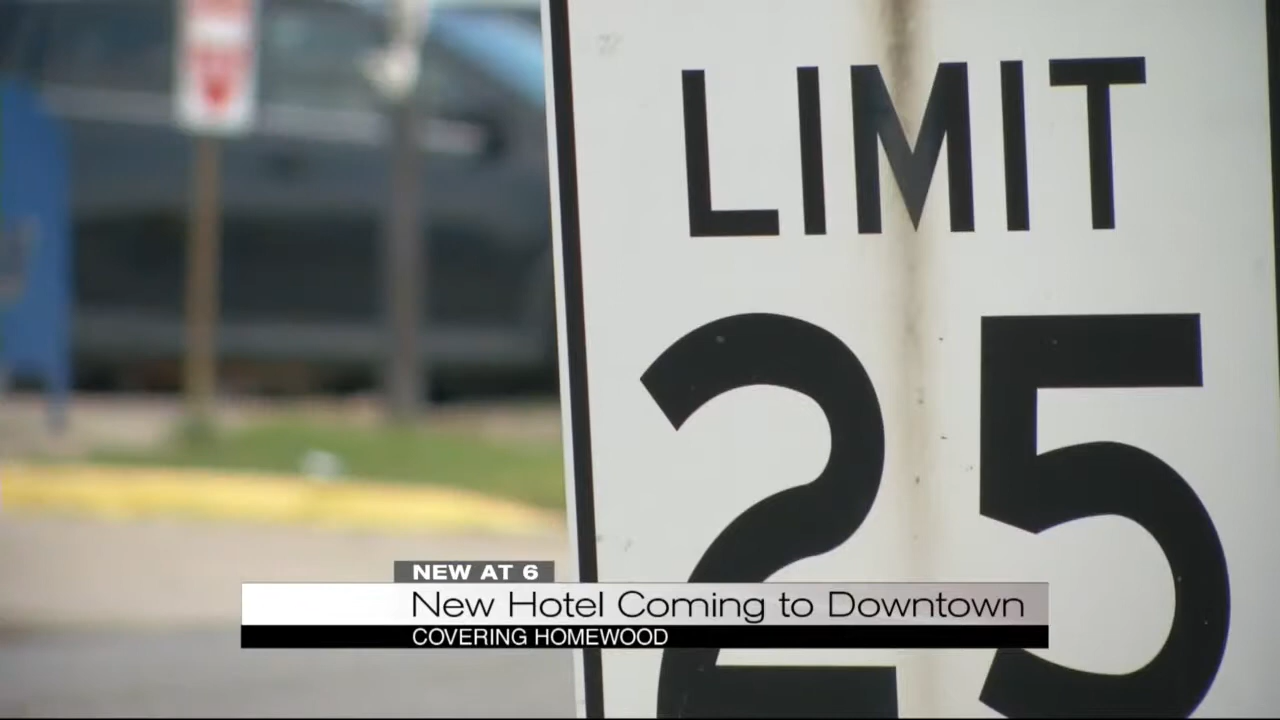 LIMIT
25
NEW AT 6
New Hotel Coming to Downtown
COVERING HOMEWOOD